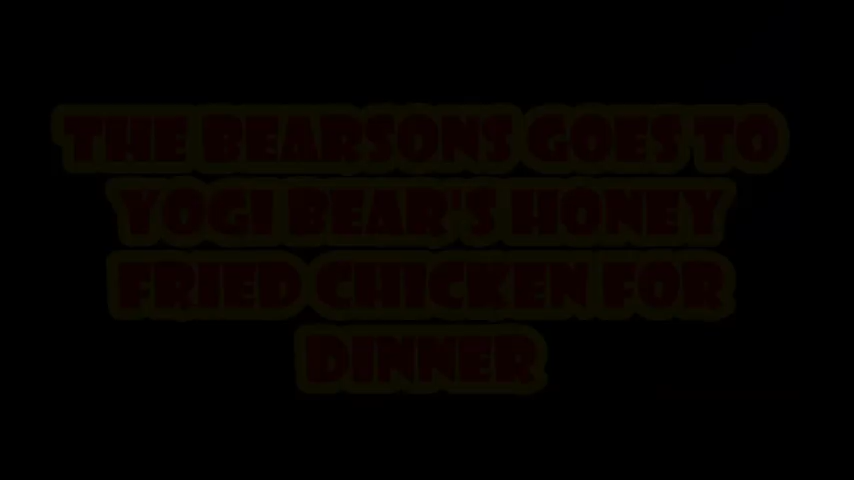 THE BEARSONS GOES TO
YOGI BEAR'S HONEY
FRIED CHICKEN FOR
DINNER